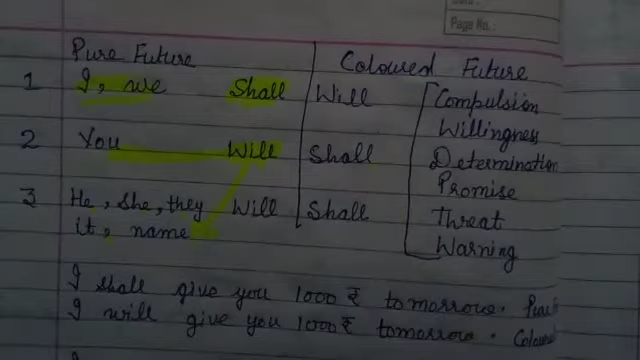 Page No.:
Pure Future Coloured Future
1 I, we Shall Will Compulsion
Willingness
2 You Will Shall Determination
Promise
3 He, She, they Will Shall Threat
it, name Warning
I shall give you 1000 ₹ tomorrow.
I will give you 1000 ₹ tomorrow.